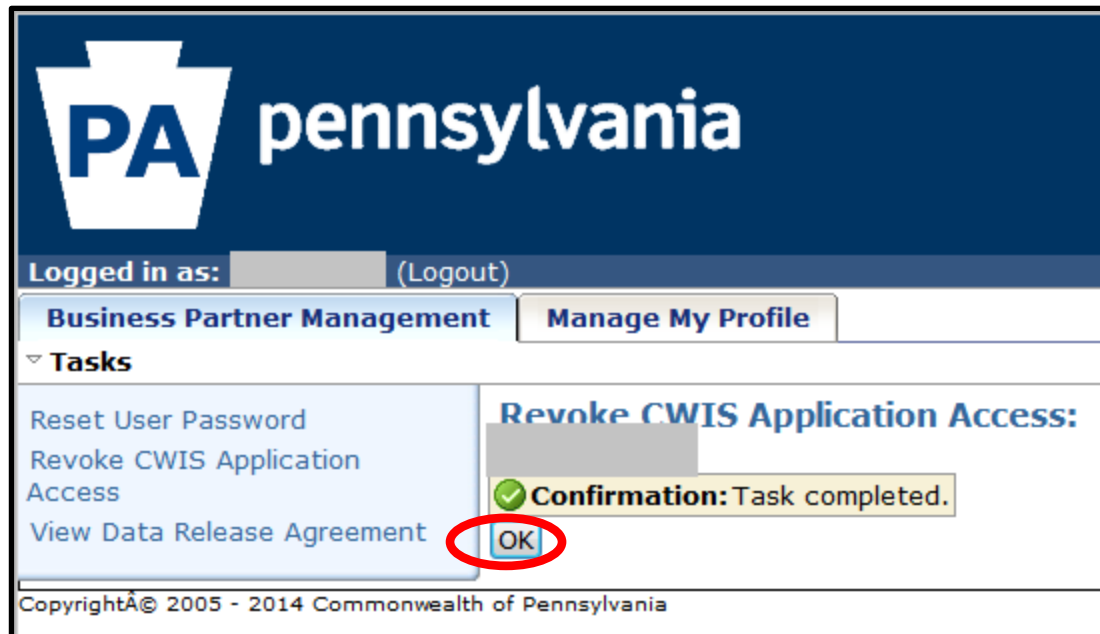 PA pennsylvania
Logged in as: (Logout)
Business Partner Management Manage My Profile
Tasks
Reset User Password
Revoke CWIS Application
Access
View Data Release Agreement
Revoke CWIS Application Access:
Confirmation: Task completed.
OK
CopyrightÂ© 2005 - 2014 Commonwealth of Pennsylvania